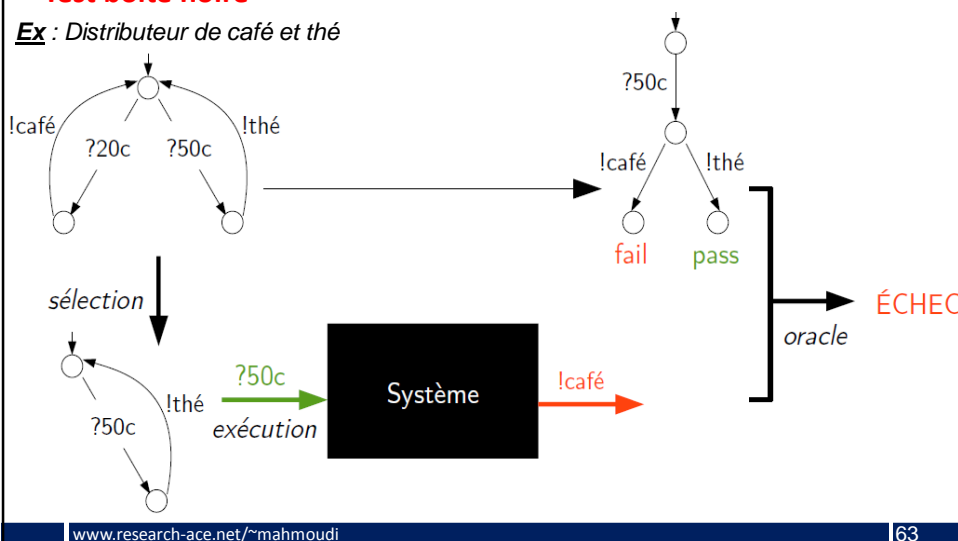 Test boîte noire
Ex : Distributeur de café et thé
!café
?20c
?50c
!thé
?50c
!café
!thé
fail
pass
sélection
ÉCHEC
oracle
?50c
!thé
?50c
exécution
Système
!café
www.research-ace.net/~mahmoudi
63